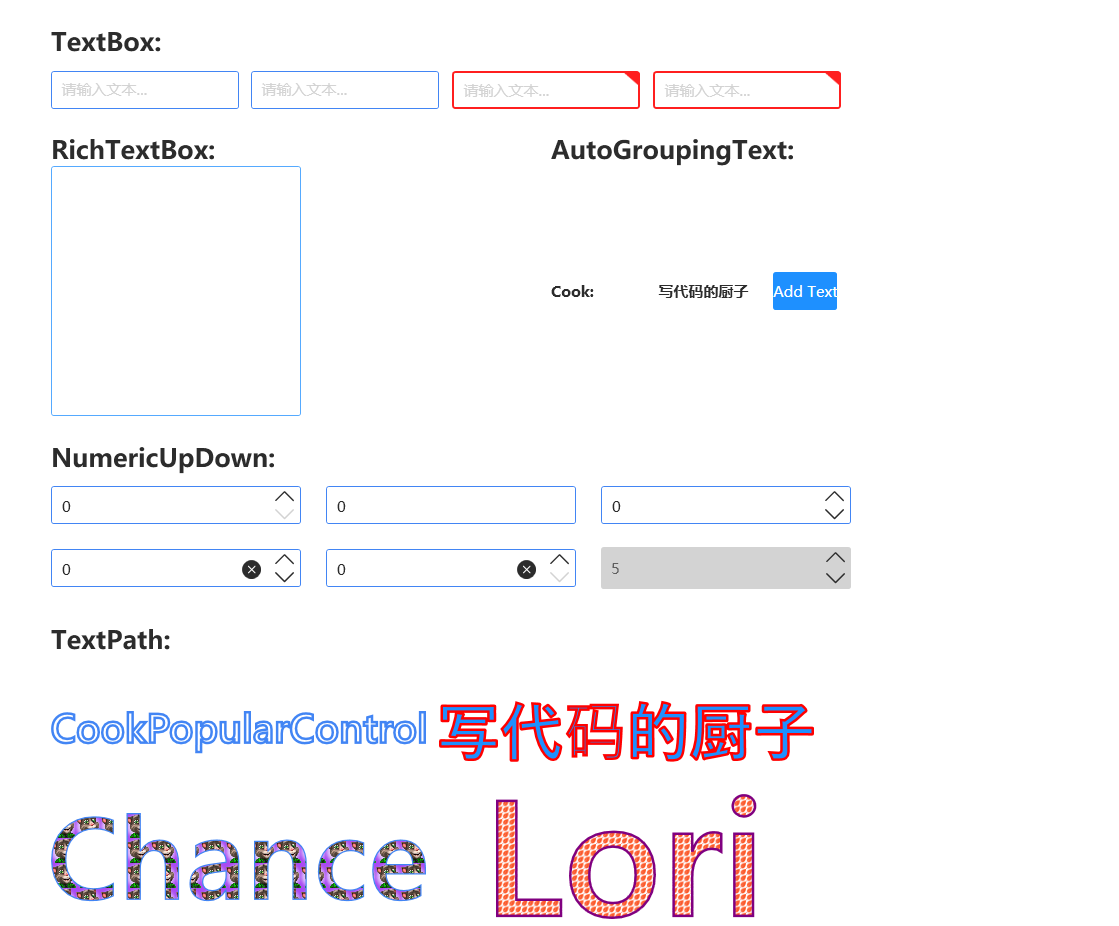 TextBox:
请输入文本... 请输入文本... 请输入文本... 请输入文本...
RichTextBox: AutoGroupingText:
Cook: 写代码的厨子 Add Text
NumericUpDown:
0 0 0
0 0 5
TextPath:
CookPopularControl 写代码的厨子
Chance Lori